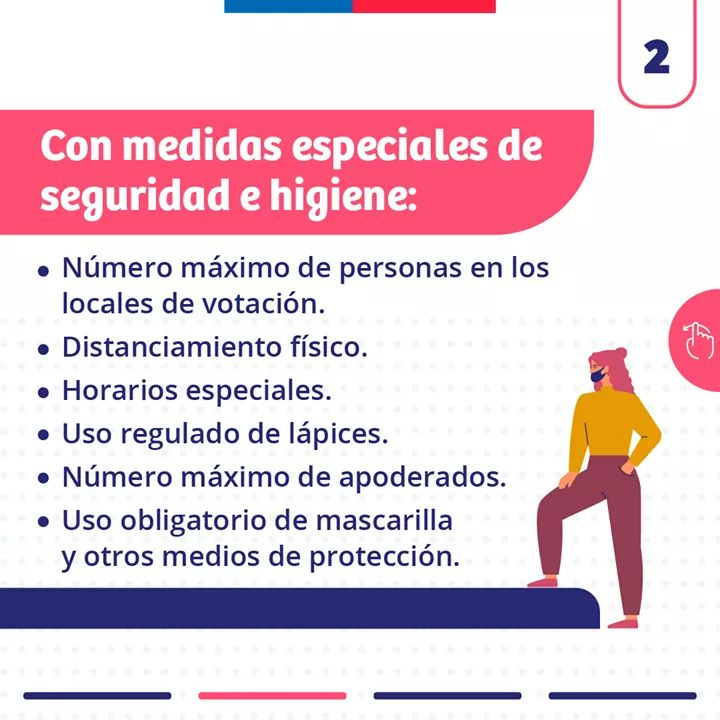 2
Con medidas especiales de
seguridad e higiene:
• Número máximo de personas en los
locales de votación.
• Distanciamiento físico.
• Horarios especiales.
• Uso regulado de lápices.
• Número máximo de apoderados.
• Uso obligatorio de mascarilla
y otros medios de protección.